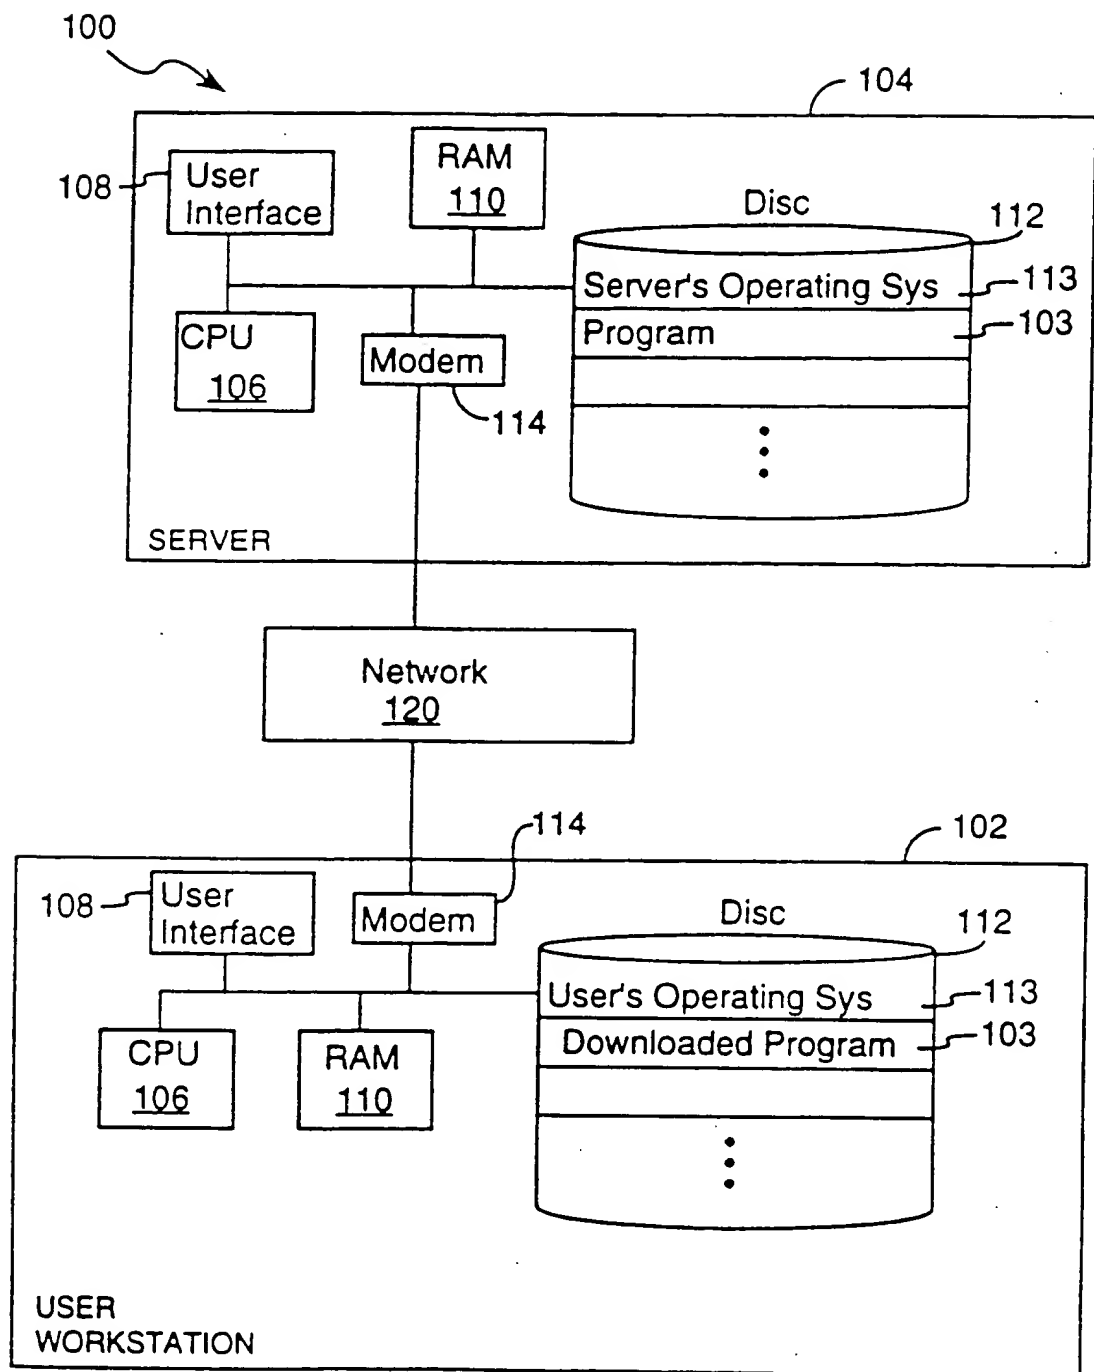 100
104
108
User
Interface
RAM
110
Disc
112
Server's Operating Sys
113
Program
103
CPU
106
Modem
114
SERVER
Network
120
114
102
108
User
Interface
Modem
Disc
112
User's Operating Sys
113
Downloaded Program
103
CPU
106
RAM
110
USER
WORKSTATION